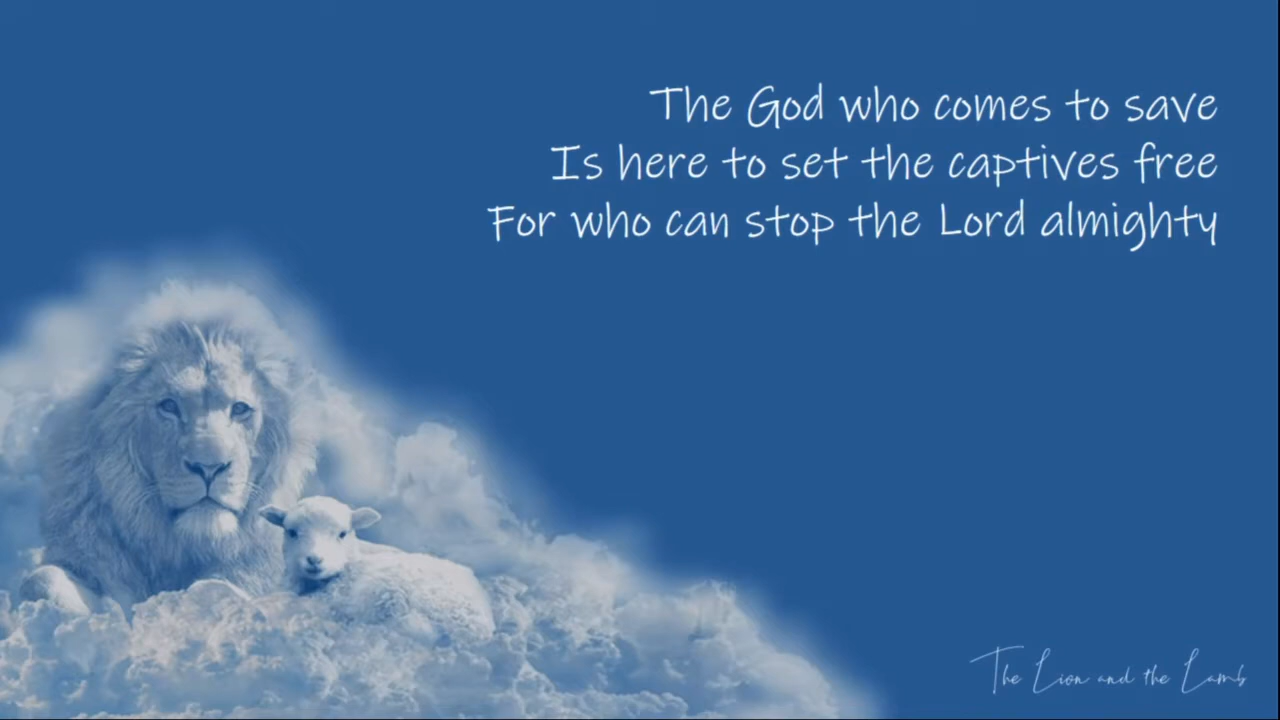 The God who comes to save
Is here to set the captives free
For who can stop the Lord almighty
The Lion and the Lamb